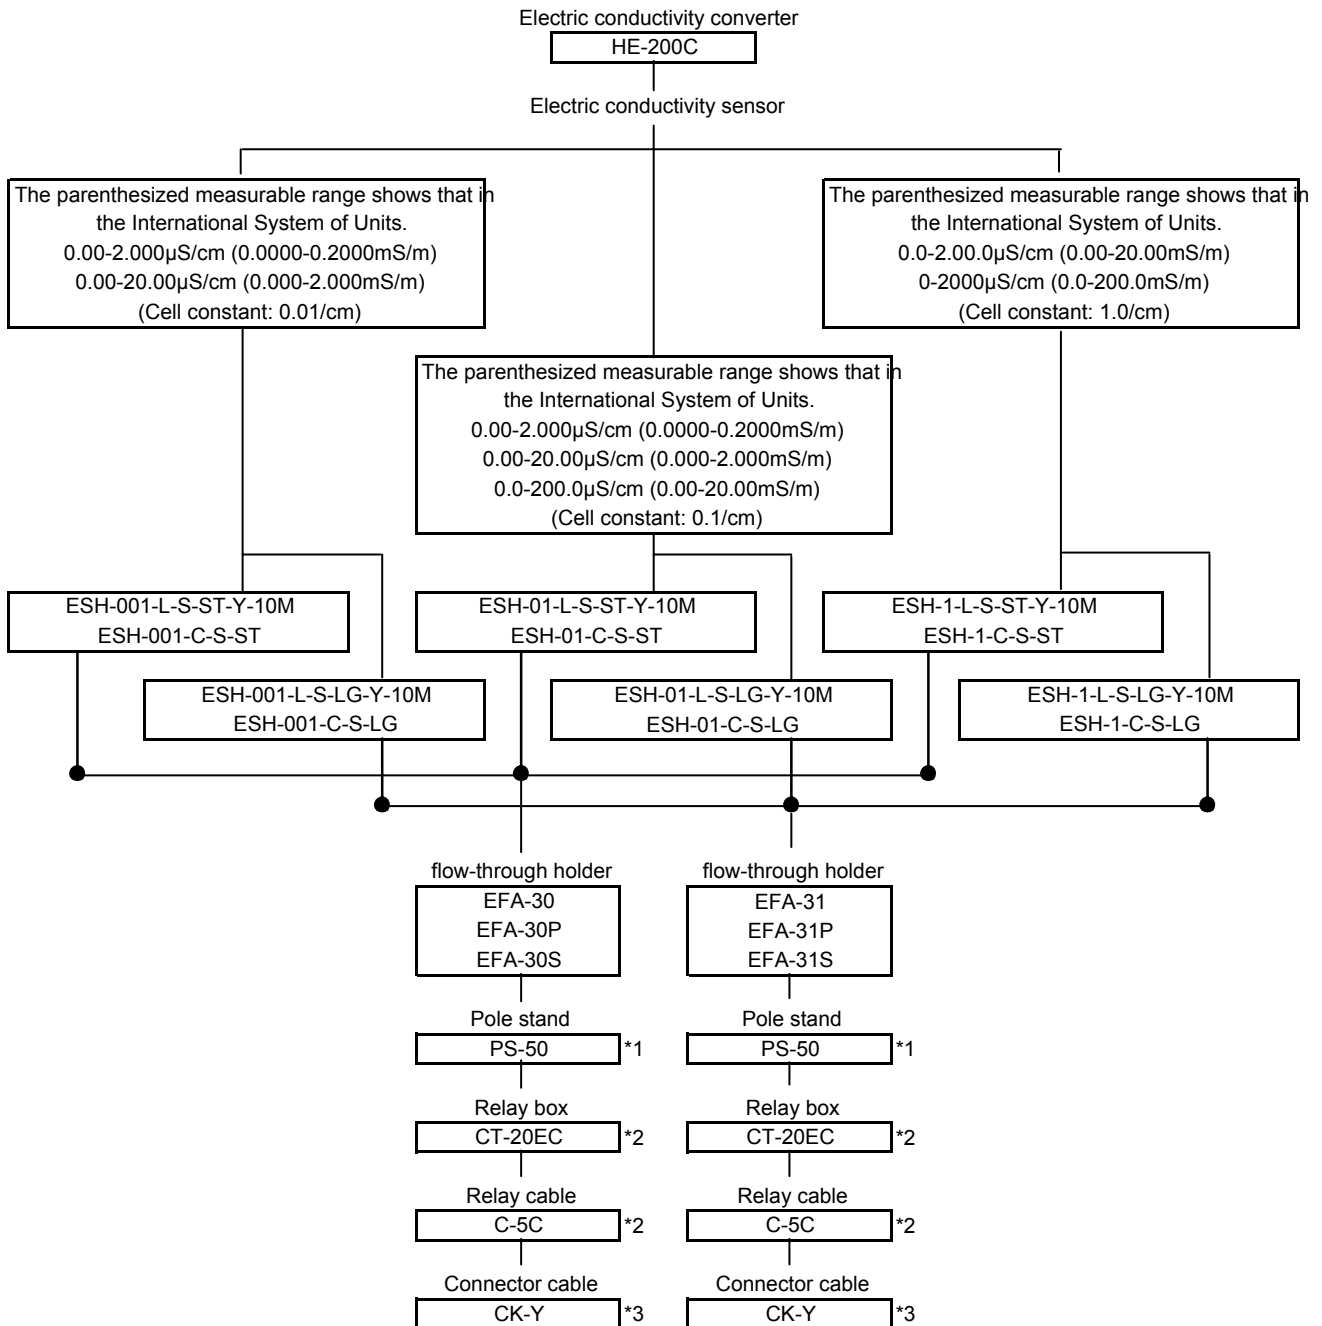 Electric conductivity converter
HE-200C
Electric conductivity sensor
The parenthesized measurable range shows that in
the International System of Units.
0.00-2.000µS/cm (0.0000-0.2000mS/m)
0.00-20.00µS/cm (0.000-2.000mS/m)
(Cell constant: 0.01/cm)
The parenthesized measurable range shows that in
the International System of Units.
0.0-2.00.0µS/cm (0.00-20.00mS/m)
0-2000µS/cm (0.0-200.0mS/m)
(Cell constant: 1.0/cm)
The parenthesized measurable range shows that in
the International System of Units.
0.00-2.000µS/cm (0.0000-0.2000mS/m)
0.00-20.00µS/cm (0.000-2.000mS/m)
0.0-200.0µS/cm (0.00-20.00mS/m)
(Cell constant: 0.1/cm)
ESH-001-L-S-ST-Y-10M
ESH-001-C-S-ST
ESH-01-L-S-ST-Y-10M
ESH-01-C-S-ST
ESH-1-L-S-ST-Y-10M
ESH-1-C-S-ST
ESH-001-L-S-LG-Y-10M
ESH-001-C-S-LG
ESH-01-L-S-LG-Y-10M
ESH-01-C-S-LG
ESH-1-L-S-LG-Y-10M
ESH-1-C-S-LG
flow-through holder
EFA-30
EFA-30P
EFA-30S
flow-through holder
EFA-31
EFA-31P
EFA-31S
Pole stand
PS-50 *1
Pole stand
PS-50 *1
Relay box
CT-20EC *2
Relay box
CT-20EC *2
Relay cable
C-5C *2
Relay cable
C-5C *2
Connector cable
CK-Y *3
Connector cable
CK-Y *3